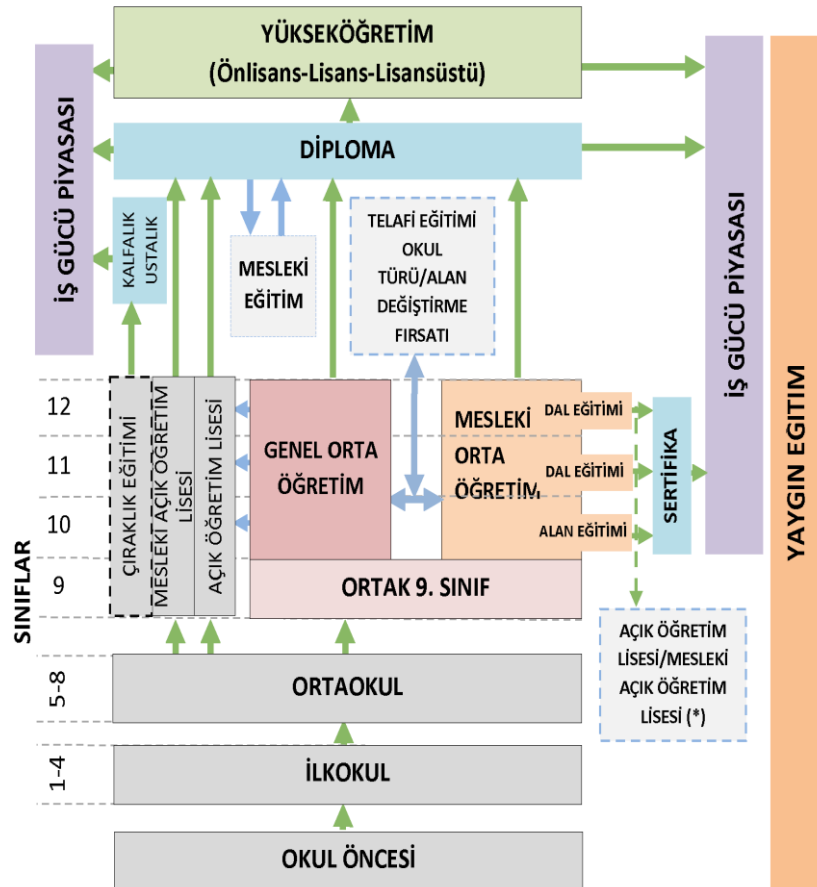 YÜKSEKÖĞRETİM
(Önlisans-Lisans-Lisansüstü)
İŞ GÜCÜ PİYASASI
DİPLOMA
KALFALIK
USTALIK
MESLEKİ
EĞİTİM
TELAFİ EĞİTİMİ
OKUL
TÜRÜ/ALAN
DEĞİŞTİRME
FIRSATI
İŞ GÜCÜ PİYASASI
YAYGIN EGITIM
SINIFLAR
12
11
10
9
5-8
1-4
ÇIRAKLIK EĞİTİMİ
MESLEKİ AÇIK ÖĞRETİM
LİSESİ
AÇIK ÖĞRETİM LİSESİ
GENEL ORTA
ÖĞRETİM
MESLEKİ
ORTA
ÖĞRETİM
DAL EĞİTİMİ
DAL EĞİTİMİ
ALAN EĞİTİMİ
SERTİFİKA
ORTAK 9. SINIF
AÇIK ÖĞRETİM
LİSESİ/MESLEKİ
AÇIK ÖĞRETİM
LİSESİ (*)
ORTAOKUL
İLKOKUL
OKUL ÖNCESİ